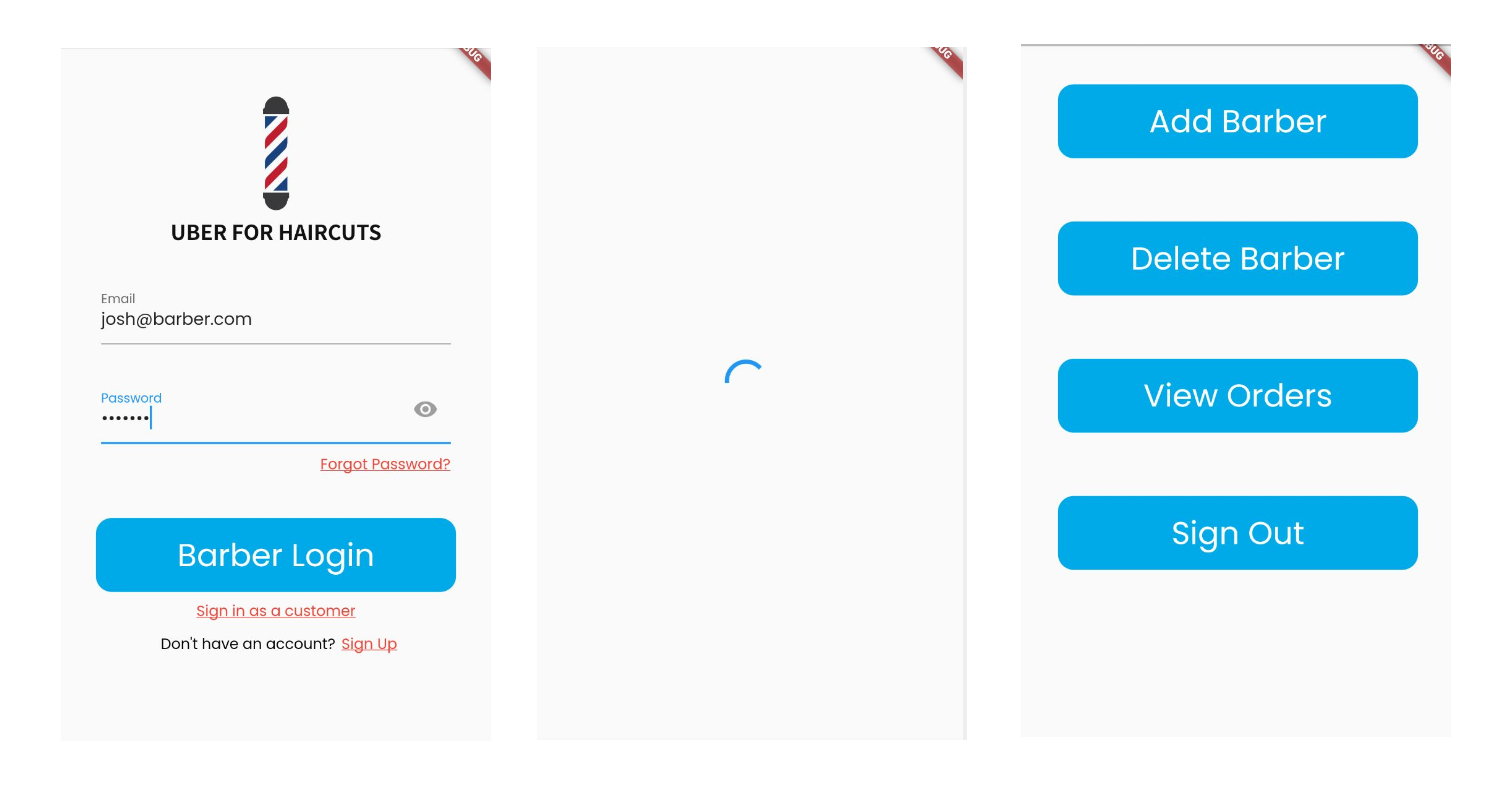 UBER FOR HAIRCUTS
Email
josh@barber.com
Password
•••••••
Forgot Password?
Barber Login
Sign in as a customer
Don't have an account? Sign Up
Add Barber
Delete Barber
View Orders
Sign Out